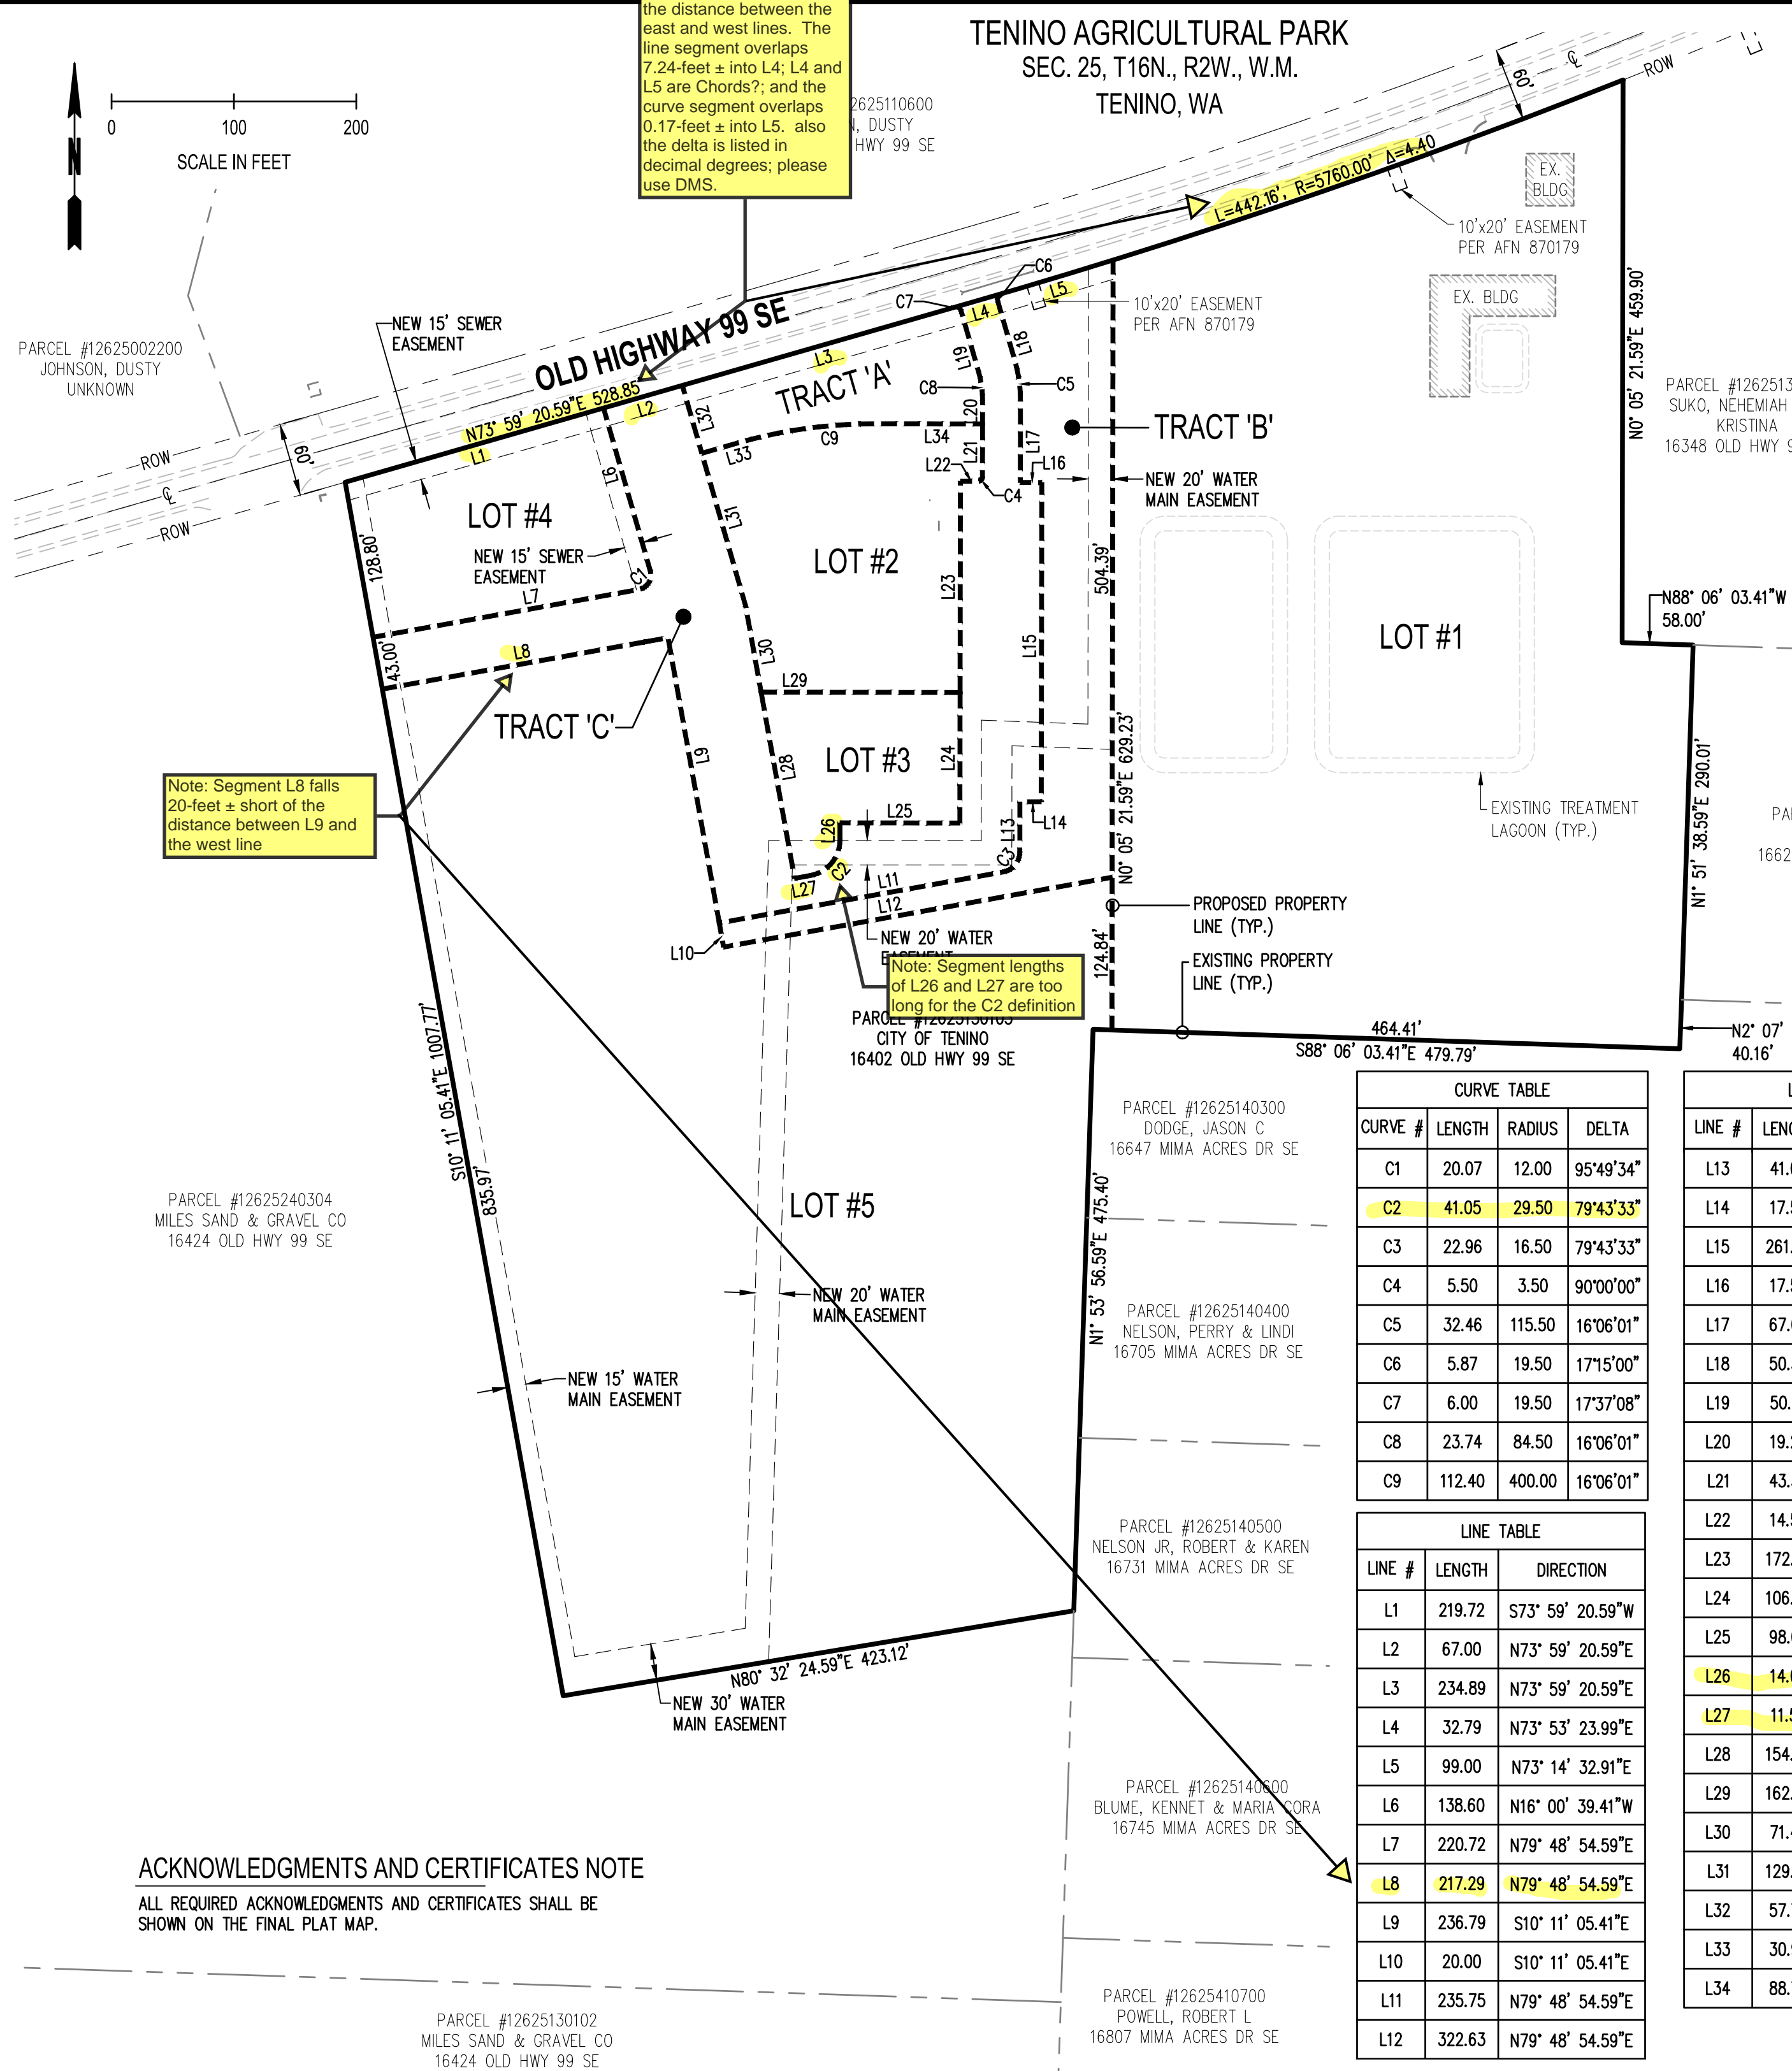 the distance between the
east and west lines. The
line segment overlaps
7.24-feet ± into L4; L4 and
L5 are Chords?; and the
curve segment overlaps
0.17-feet ± into L5. also
the delta is listed in
decimal degrees; please
use DMS.
TENINO AGRICULTURAL PARK
SEC. 25, T16N., R2W., W.M.
TENINO, WA
N
0 100 200
SCALE IN FEET
2625110600
, DUSTY
HWY 99 SE
60'
℄
ROW
L=442.16', R=5760.00' Δ=4.40
EX.
BLDG
10'x20' EASEMENT
PER AFN 870179
EX. BLDG
N0° 05' 21.59"E 459.90'
PARCEL #12625002200
JOHNSON, DUSTY
UNKNOWN
NEW 15' SEWER
EASEMENT
OLD HIGHWAY 99 SE
N73° 59' 20.59"E 528.85
L1
L2
L3
L4
L5
C6
C7
10'x20' EASEMENT
PER AFN 870179
PARCEL #1262513
SUKO, NEHEMIAH
KRISTINA
16348 OLD HWY
ROW
℄
60'
ROW
TRACT 'A'
L32
L19
L18
C8
C5
L20
L33
C9
L34
L21
L17
L22
L16
C4
TRACT 'B'
NEW 20' WATER
MAIN EASEMENT
LOT #4
L6
128.80'
NEW 15' SEWER
EASEMENT
C1
L7
L31
LOT #2
L23
504.39'
L15
N88° 06' 03.41"W
58.00'
LOT #1
43.00'
L8
L30
L29
TRACT 'C'
L9
L28
LOT #3
L24
N0° 05' 21.59"E 629.23'
Note: Segment L8 falls
20-feet ± short of the
distance between L9 and
the west line
L25
L26
L13
L14
EXISTING TREATMENT
LAGOON (TYP.)
1662
N1° 51' 38.59"E 290.01'
C2
C3
L27
L11
L12
L10
NEW 20' WATER
124.84'
PROPOSED PROPERTY
LINE (TYP.)
EXISTING PROPERTY
LINE (TYP.)
Note: Segment lengths
of L26 and L27 are too
long for the C2 definition
PARCEL #12625130103
CITY OF TENINO
16402 OLD HWY 99 SE
464.41'
S88° 06' 03.41"E 479.79'
N2° 07'
40.16'
S10° 11' 05.41"E 1007.77'
835.97'
PARCEL #12625240304
MILES SAND & GRAVEL CO
16424 OLD HWY 99 SE
LOT #5
PARCEL #12625140300
DODGE, JASON C
16647 MIMA ACRES DR SE
N1° 53' 56.59"E 475.40'
PARCEL #12625140400
NELSON, PERRY & LINDI
16705 MIMA ACRES DR SE
NEW 20' WATER
MAIN EASEMENT
NEW 15' WATER
MAIN EASEMENT
PARCEL #12625140500
NELSON JR, ROBERT & KAREN
16731 MIMA ACRES DR SE
N80° 32' 24.59"E 423.12'
NEW 30' WATER
MAIN EASEMENT
PARCEL #12625140600
BLUME, KENNET & MARIA CORA
16745 MIMA ACRES DR SE
PARCEL #12625410700
POWELL, ROBERT L
16807 MIMA ACRES DR SE
ACKNOWLEDGMENTS AND CERTIFICATES NOTE
ALL REQUIRED ACKNOWLEDGMENTS AND CERTIFICATES SHALL BE
SHOWN ON THE FINAL PLAT MAP.
PARCEL #12625130102
MILES SAND & GRAVEL CO
16424 OLD HWY 99 SE
CURVE TABLE
CURVE # LENGTH RADIUS DELTA
C1 20.07 12.00 95°49'34"
C2 41.05 29.50 79°43'33"
C3 22.96 16.50 79°43'33"
C4 5.50 3.50 90°00'00"
C5 32.46 115.50 16°06'01"
C6 5.87 19.50 17°15'00"
C7 6.00 19.50 17°37'08"
C8 23.74 84.50 16°06'01"
C9 112.40 400.00 16°06'01"
LINE TABLE
LINE # LENGTH DIRECTION
L1 219.72 S73° 59' 20.59"W
L2 67.00 N73° 59' 20.59"E
L3 234.89 N73° 59' 20.59"E
L4 32.79 N73° 53' 23.99"E
L5 99.00 N73° 14' 32.91"E
L6 138.60 N16° 00' 39.41"W
L7 220.72 N79° 48' 54.59"E
L8 217.29 N79° 48' 54.59"E
L9 236.79 S10° 11' 05.41"E
L10 20.00 S10° 11' 05.41"E
L11 235.75 N79° 48' 54.59"E
L12 322.63 N79° 48' 54.59"E
LINE #
L13 41.
L14 17.
L15 261.
L16 17.
L17 67.
L18 50.
L19 50.
L20 19.
L21 43.
L22 14.
L23 172.
L24 106.
L25 98.
L26 14.
L27 11.
L28 154.
L29 162.
L30 71.
L31 129.
L32 57.
L33 30.
L34 88.